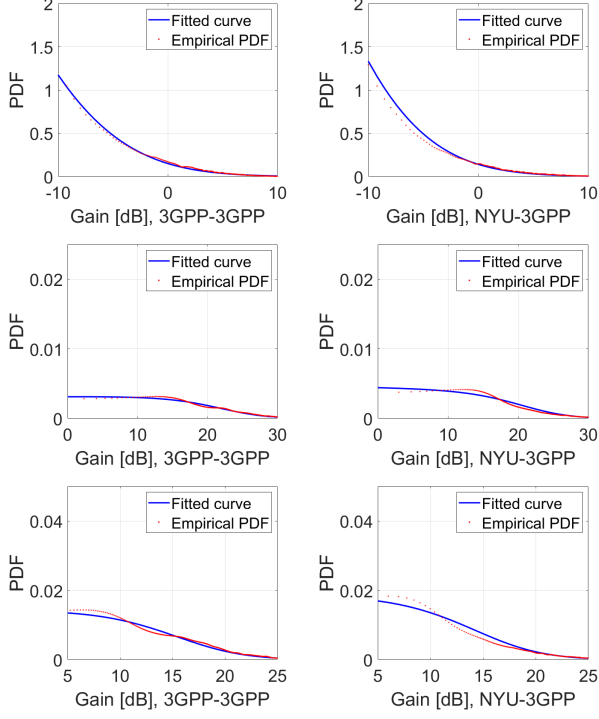 2
1.5
1
0.5
0
PDF
-10 0 10
Gain [dB], 3GPP-3GPP
Fitted curve
Empirical PDF
2
1.5
1
0.5
0
PDF
-10 0 10
Gain [dB], NYU-3GPP
Fitted curve
Empirical PDF
0.02
0.01
0
PDF
0 10 20 30
Gain [dB], 3GPP-3GPP
Fitted curve
Empirical PDF
0.02
0.01
0
PDF
0 10 20 30
Gain [dB], NYU-3GPP
Fitted curve
Empirical PDF
0.04
0.02
0
PDF
5 10 15 20 25
Gain [dB], 3GPP-3GPP
Fitted curve
Empirical PDF
0.04
0.02
0
PDF
5 10 15 20 25
Gain [dB], NYU-3GPP
Fitted curve
Empirical PDF